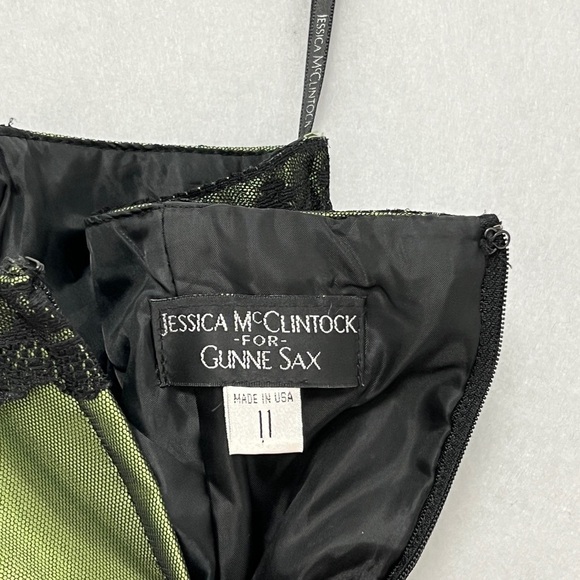 JESSICA McCLINTOCK
JESSICA McCLINTOCK
-FOR-
GUNNE SAX
MADE IN USA
11